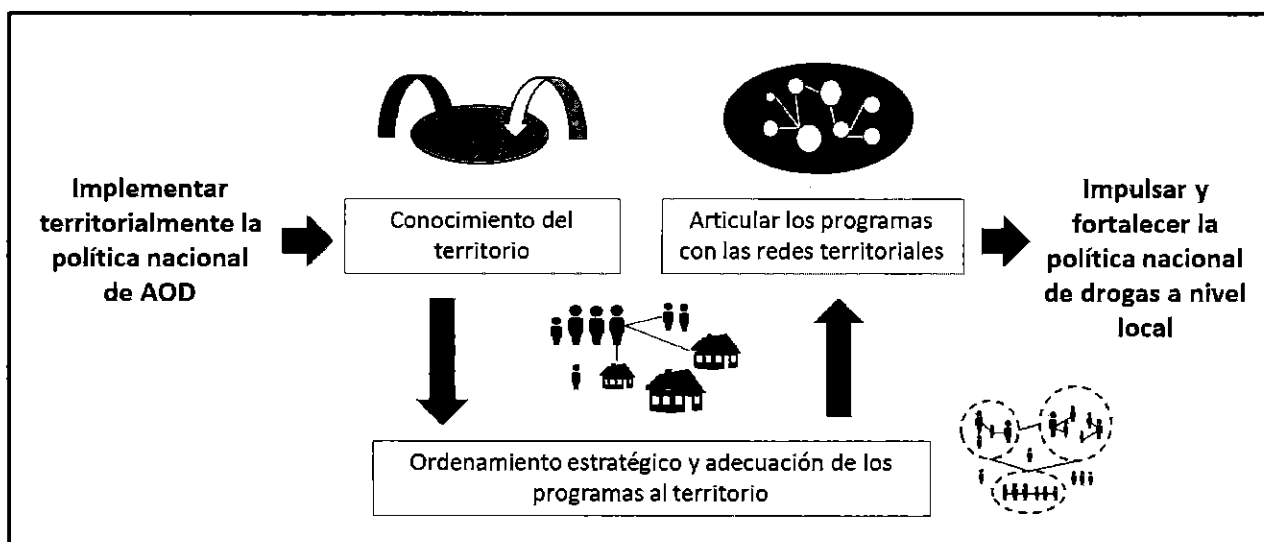 Implementar
territorialmente la
política nacional
de AOD
Conocimiento del
territorio
Articular los programas
con las redes territoriales
Impulsar y
fortalecer la
política nacional
de drogas a nivel
local
Ordenamiento estratégico y adecuación de los
programas al territorio